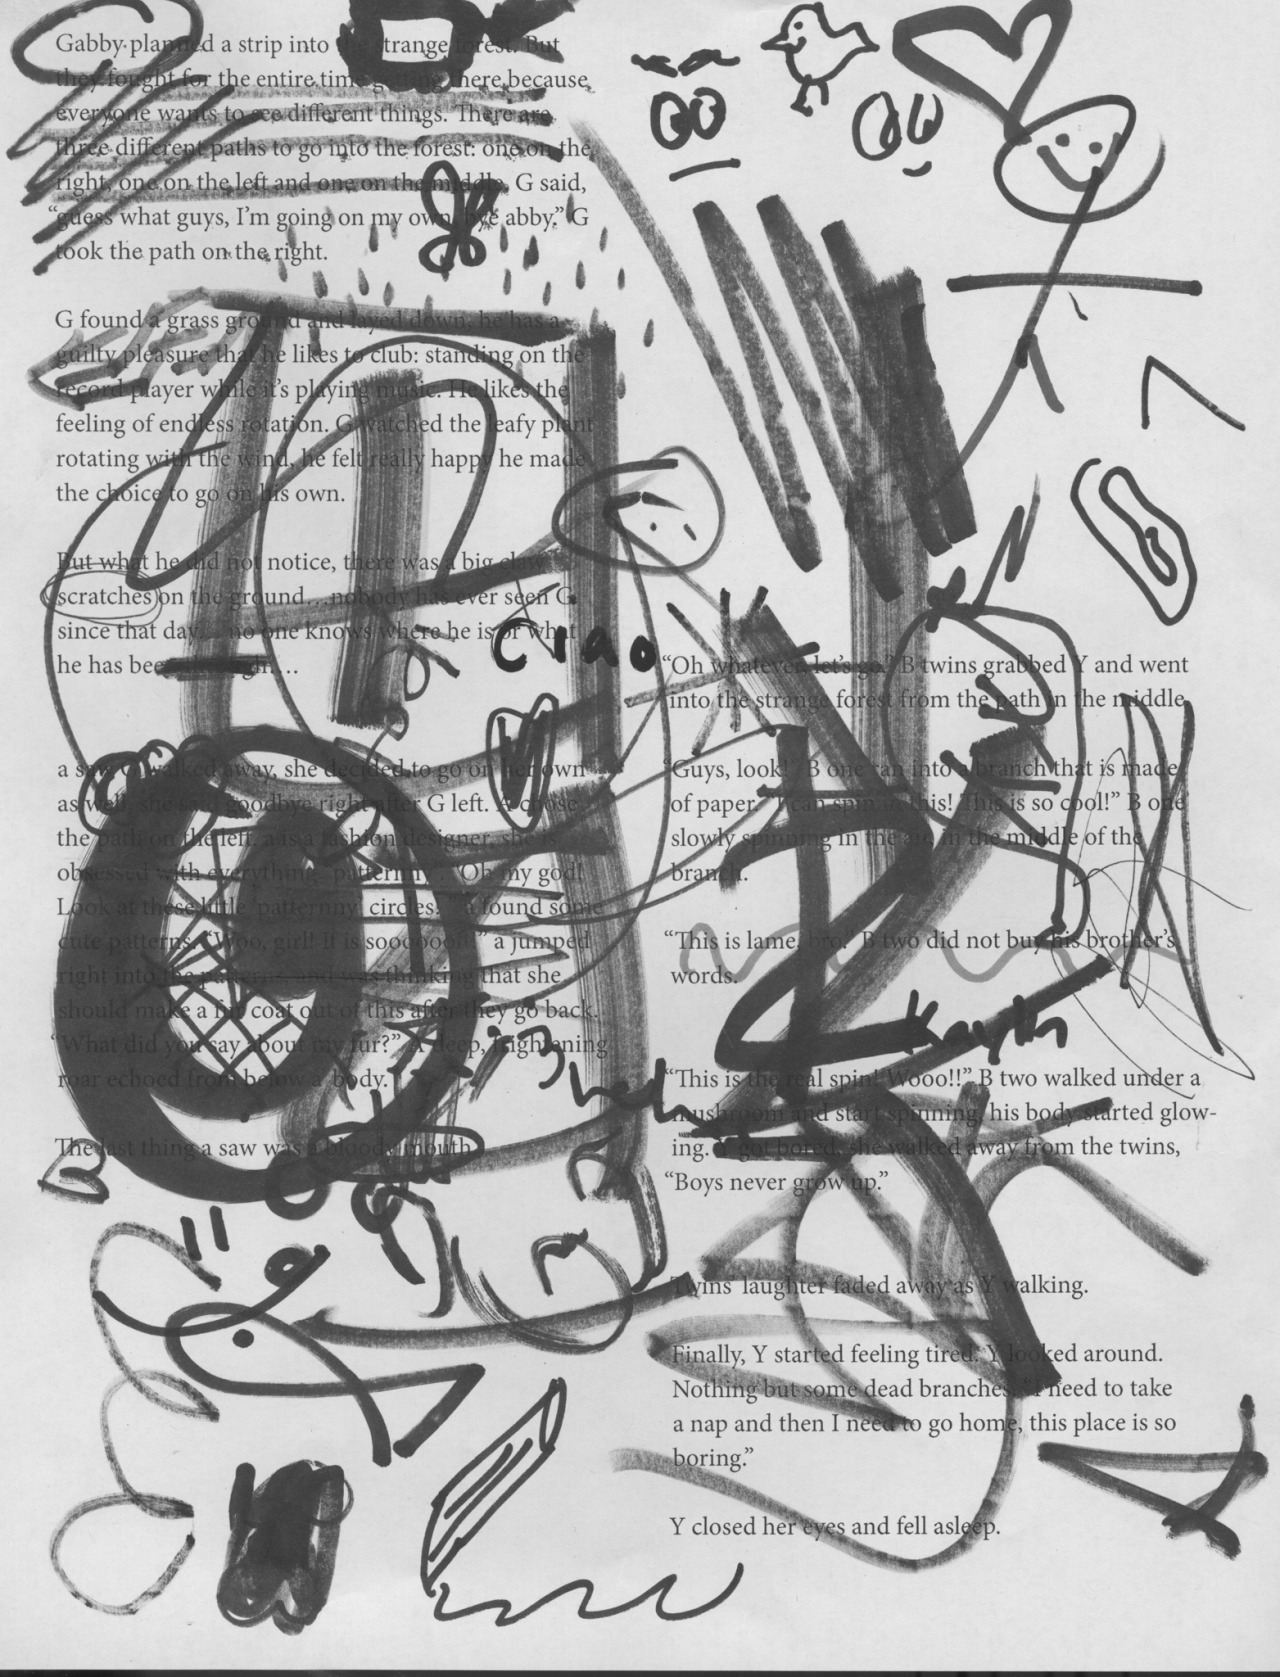 Gabby planned a strip into the strange forest. But
they fought for the entire time getting there because
everyone wants to see different things. There are
three different paths to go into the forest: one on the
right, one on the left and one on the middle. G said,
“guess what guys, I’m going on my own, bye abby.” G
took the path on the right.
G found a grass ground and layed down, he has a
guilty pleasure that he likes to club: standing on the
record player while it’s playing music. He likes the
feeling of endless rotation. G watched the leafy plant
rotating with the wind, he felt really happy he made
the choice to go on his own.
But what he did not notice, there was a big claw
scratches on the ground…nobody has ever seen G
since that day… no one knows where he is or what
he has been
Ciao
a saw G walked away, she decided to go on her own
as well, she said goodbye right after G left. A chose
the path on the left. a is a fashion designer, she is
obsessed with everything “patternny”. “Oh my god!
Look at these little ‘patternny’ circles.” a found some
cute patterns. “Woo, girl! It is soooooo!!” a jumped
right into the patterns, and was thinking that she
should make a fur coat out of this after they go back.
“What did you say about my fur?” A deep, frightening
roar echoed from below a’ body.
The last thing a saw was a bloody mouth.
“Oh whatever, let’s go.” B twins grabbed Y and went
into the strange forest from the path in the middle.
“Guys, look!” B one ran into a branch that is made
of paper. “I can spin in this! This is so cool!” B one
slowly spinning in the air in the middle of the
branch.
“This is lame, bro.” B two did not buy his brother’s
words.
Kaylin
“This is the real spin! Wooo!!” B two walked under a
mushroom and start spinning, his body started glow-
ing. Y got bored, she walked away from the twins,
“Boys never grow up.”
Twins’ laughter faded away as Y walking.
Finally, Y started feeling tired. Y looked around.
Nothing but some dead branches. “I need to take
a nap and then I need to go home, this place is so
boring.”
Y closed her eyes and fell asleep.